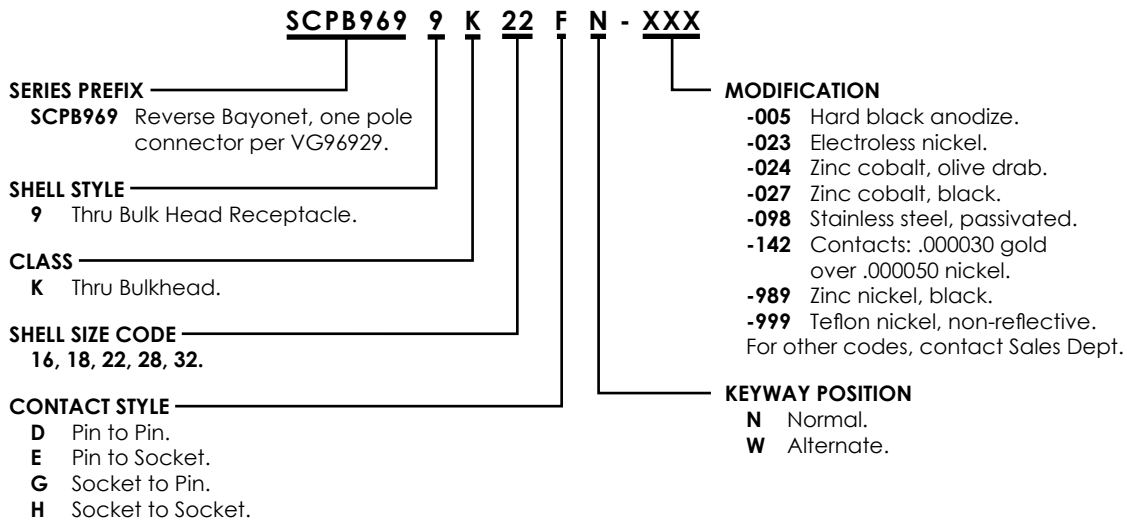 SCPB969 9 K 22 F N - XXX
SERIES PREFIX
SCPB969 Reverse Bayonet, one pole
connector per VG96929.
SHELL STYLE
9 Thru Bulk Head Receptacle.
CLASS
K Thru Bulkhead.
SHELL SIZE CODE
16, 18, 22, 28, 32.
CONTACT STYLE
D Pin to Pin.
E Pin to Socket.
G Socket to Pin.
H Socket to Socket.
MODIFICATION
-005 Hard black anodize.
-023 Electroless nickel.
-024 Zinc cobalt, olive drab.
-027 Zinc cobalt, black.
-098 Stainless steel, passivated.
-142 Contacts: .000030 gold
over .000050 nickel.
-989 Zinc nickel, black.
-999 Teflon nickel, non-reflective.
For other codes, contact Sales Dept.
KEYWAY POSITION
N Normal.
W Alternate.